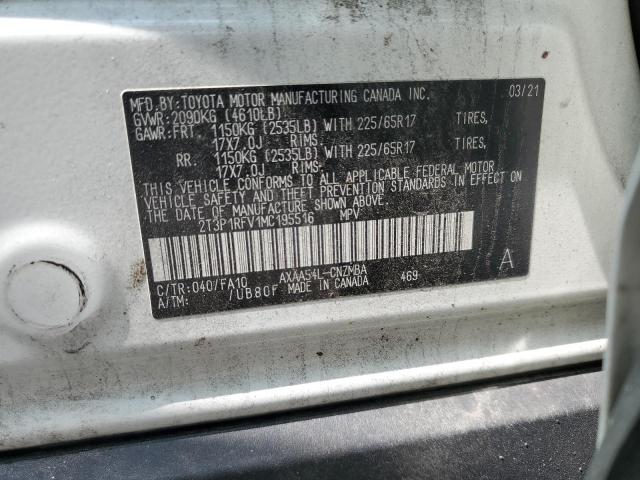 MFD.BY:TOYOTA MOTOR MANUFACTURING CANADA INC. 03/21
GVWR:2090KG (4610LB)
GAWR:FRT. 1150KG (2535LB) WITH 225/65R17 TIRES,
17X7.0J RIMS:
RR. 1150KG (2535LB) WITH 225/65R17 TIRES,
17X7.0J RIMS:
THIS VEHICLE CONFORMS TO ALL APPLICABLE FEDERAL MOTOR
VEHICLE SAFETY AND THEFT PREVENTION STANDARDS IN EFFECT ON
THE DATE OF MANUFACTURE SHOWN ABOVE.
2T3P1RFV1MC195516 MPV
C/TR:040/FA10 AXAA54L-CNZMBA 469 A
A/TM: /UB80F MADE IN CANADA